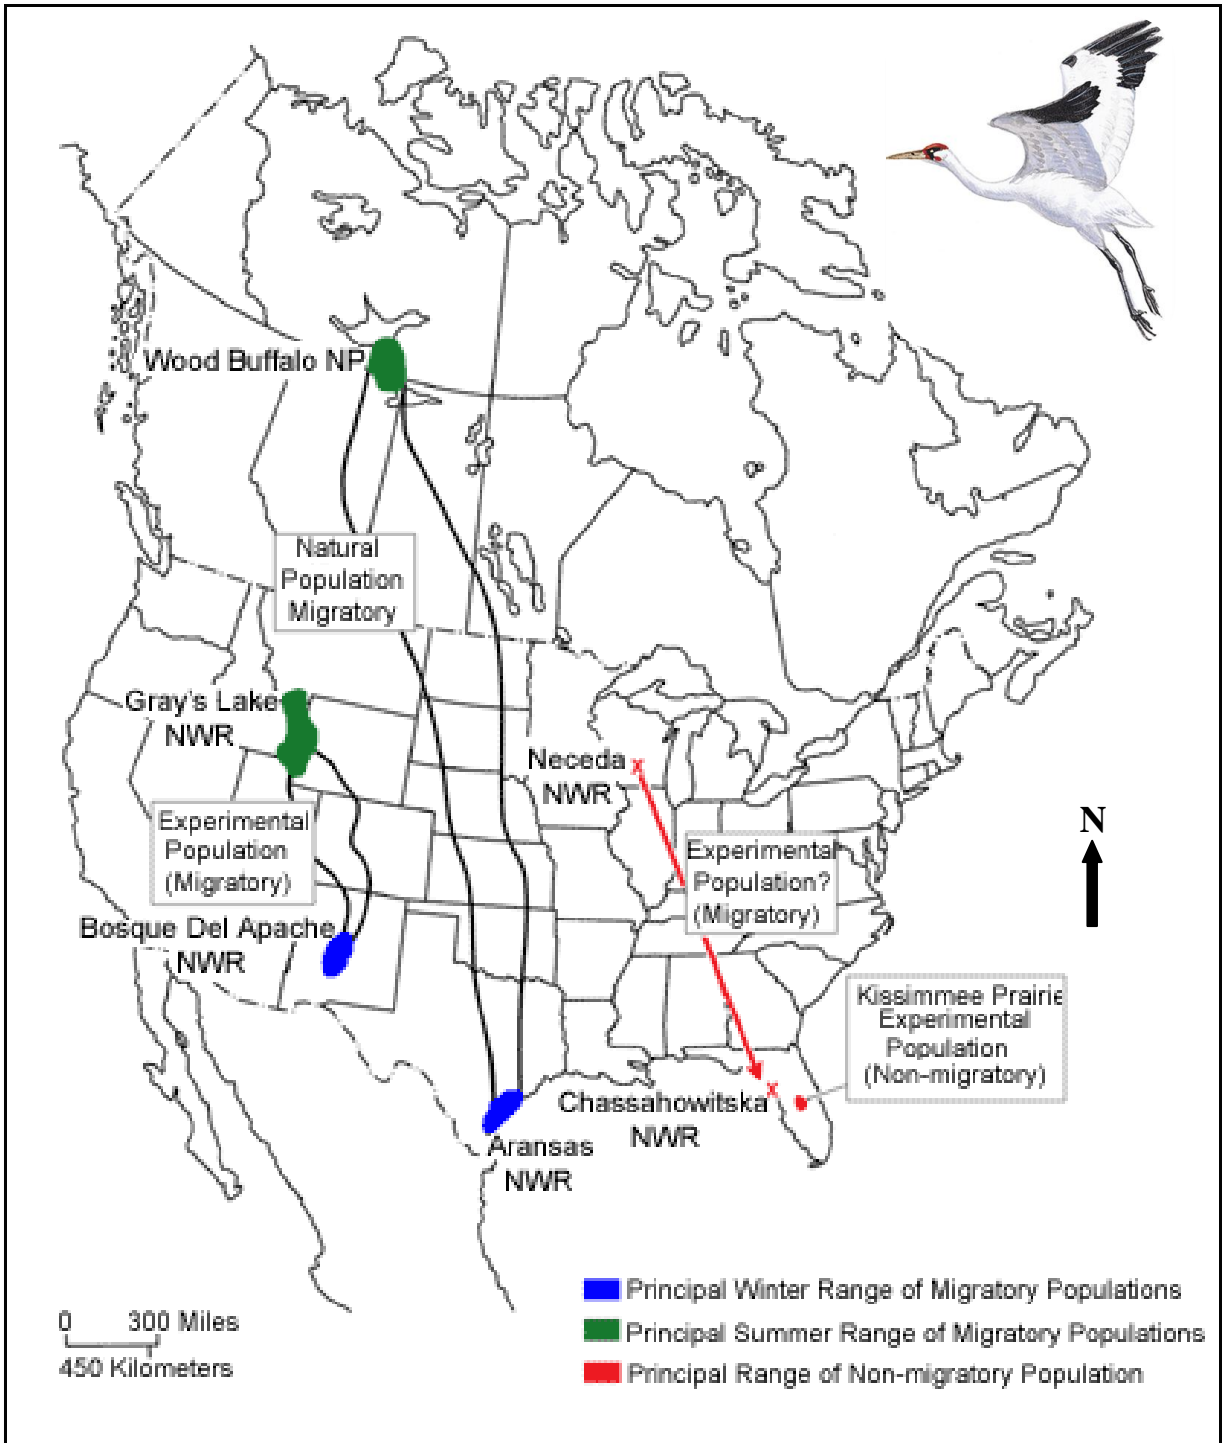 Wood Buffalo NP
Natural
Population
Migratory
Gray's Lake
NWR
Neceda
NWR
Experimental
Population
(Migratory)
Experimental
Population?
(Migratory)
N
Bosque Del Apache
NWR
Kissimmee Prairie
Experimental
Population
(Non-migratory)
Chassahowitska
NWR
Aransas
NWR
Principal Winter Range of Migratory Populations
Principal Summer Range of Migratory Populations
Principal Range of Non-migratory Population
0 300 Miles
450 Kilometers